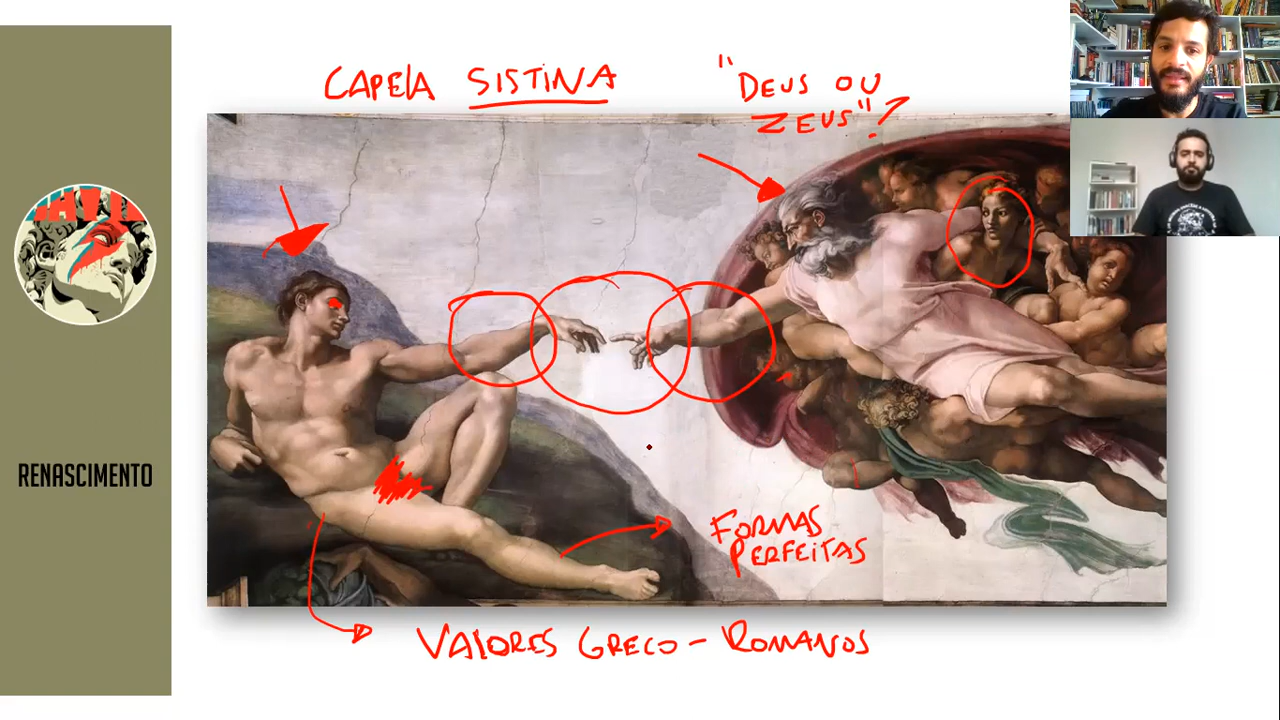 CAPELA SISTINA
"DEUS OU
ZEUS"?
RENASCIMENTO
FORMAS
PERFEITAS
VALORES GRECO-ROMANOS